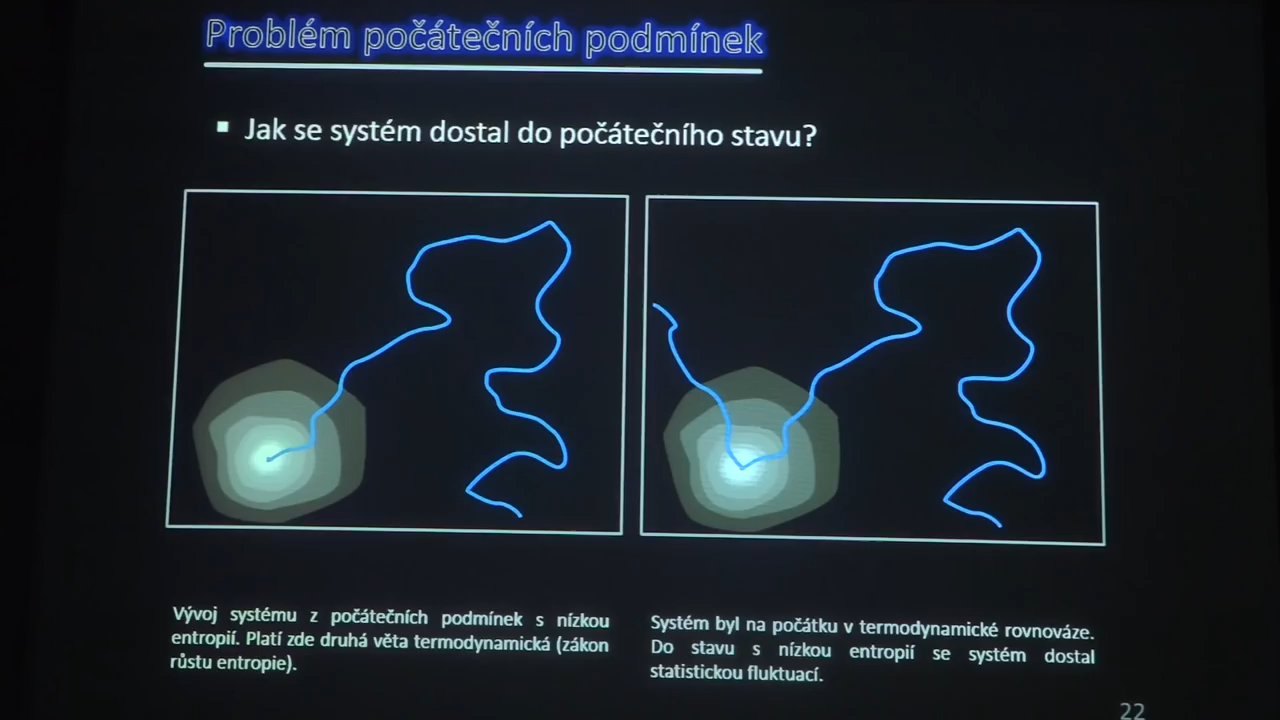 Problém počátečních podmínek
Jak se systém dostal do počátečního stavu?
Vývoj systému z počátečních podmínek s nízkou
entropií. Platí zde druhá věta termodynamická (zákon
růstu entropie).
Systém byl na počátku v termodynamické rovnováze.
Do stavu s nízkou entropií se systém dostal
statistickou fluktuací.
22